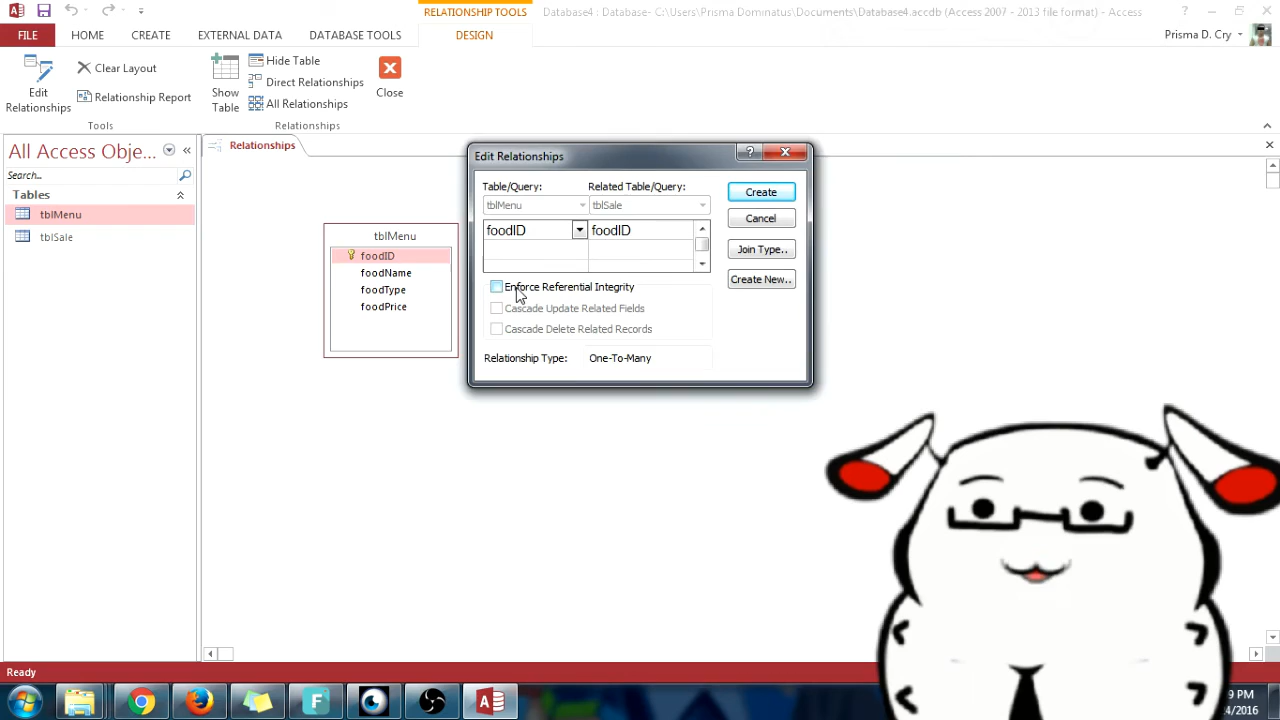 RELATIONSHIP TOOLS
Database4 : Database- C:\Users\Prisma Dominatus\Documents\Database4.accdb (Access 2007 - 2013 file format) - Access
FILE
HOME
CREATE
EXTERNAL DATA
DATABASE TOOLS
DESIGN
Prisma D. Cry
Edit Relationships
Clear Layout
Relationship Report
Tools
Show Table
Hide Table
Direct Relationships
All Relationships
Relationships
Close
All Access Obje...
Search...
Tables
tblMenu
tblSale
Relationships
tblMenu
foodID
foodName
foodType
foodPrice
Edit Relationships
Table/Query:
Related Table/Query:
tblMenu
tblSale
foodID
foodID
Enforce Referential Integrity
Cascade Update Related Fields
Cascade Delete Related Records
Relationship Type:
One-To-Many
Create
Cancel
Join Type..
Create New..
Ready
9 PM
4/2016